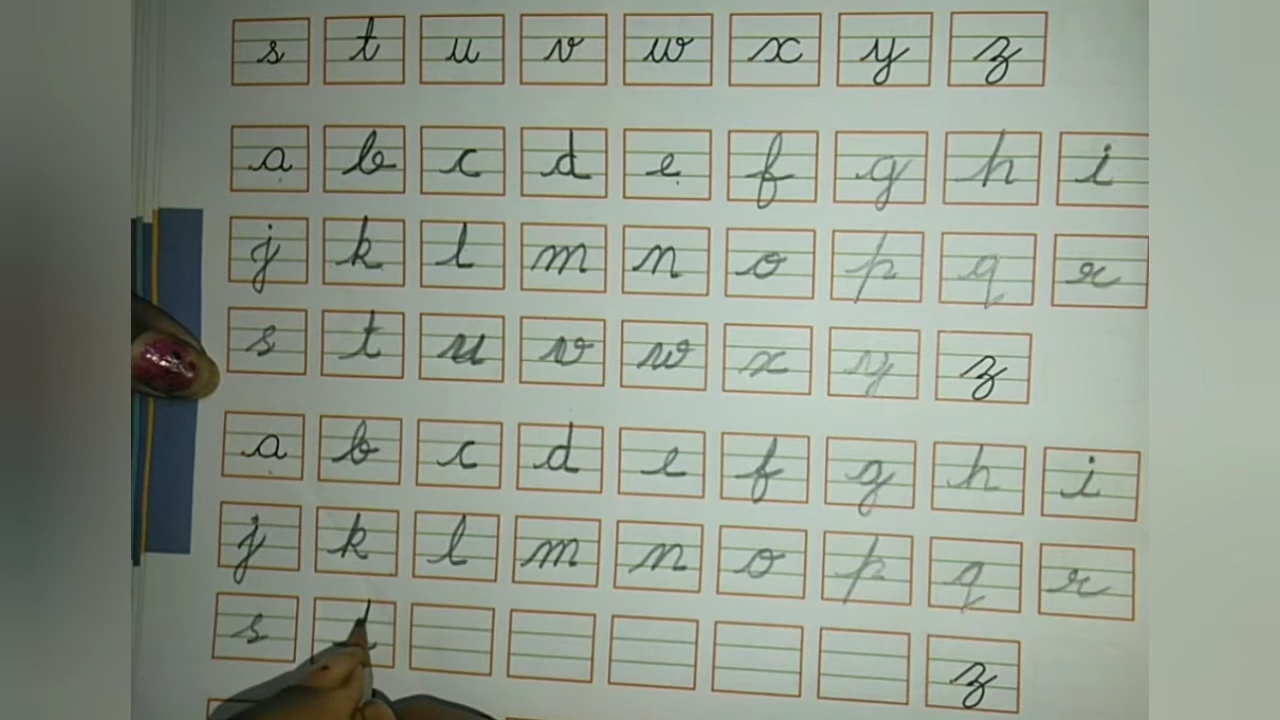 s t u v w x y z
a b c d e f g h i
j k l m n o p q r
s t u v w x y z
a b c d e f g h i
j k l m n o p q r
s t z